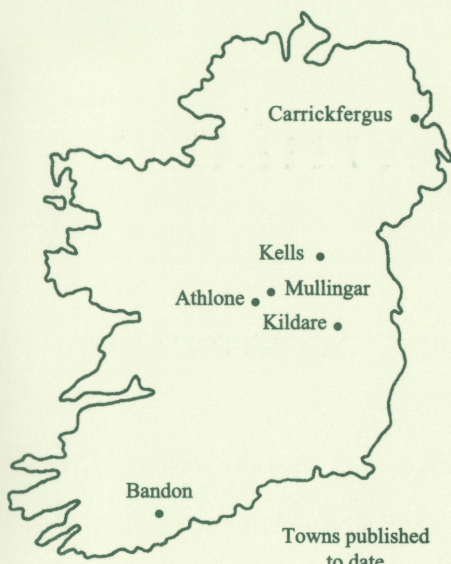 Carrickfergus
Kells
Mullingar
Athlone
Kildare
Bandon
Towns published
to date